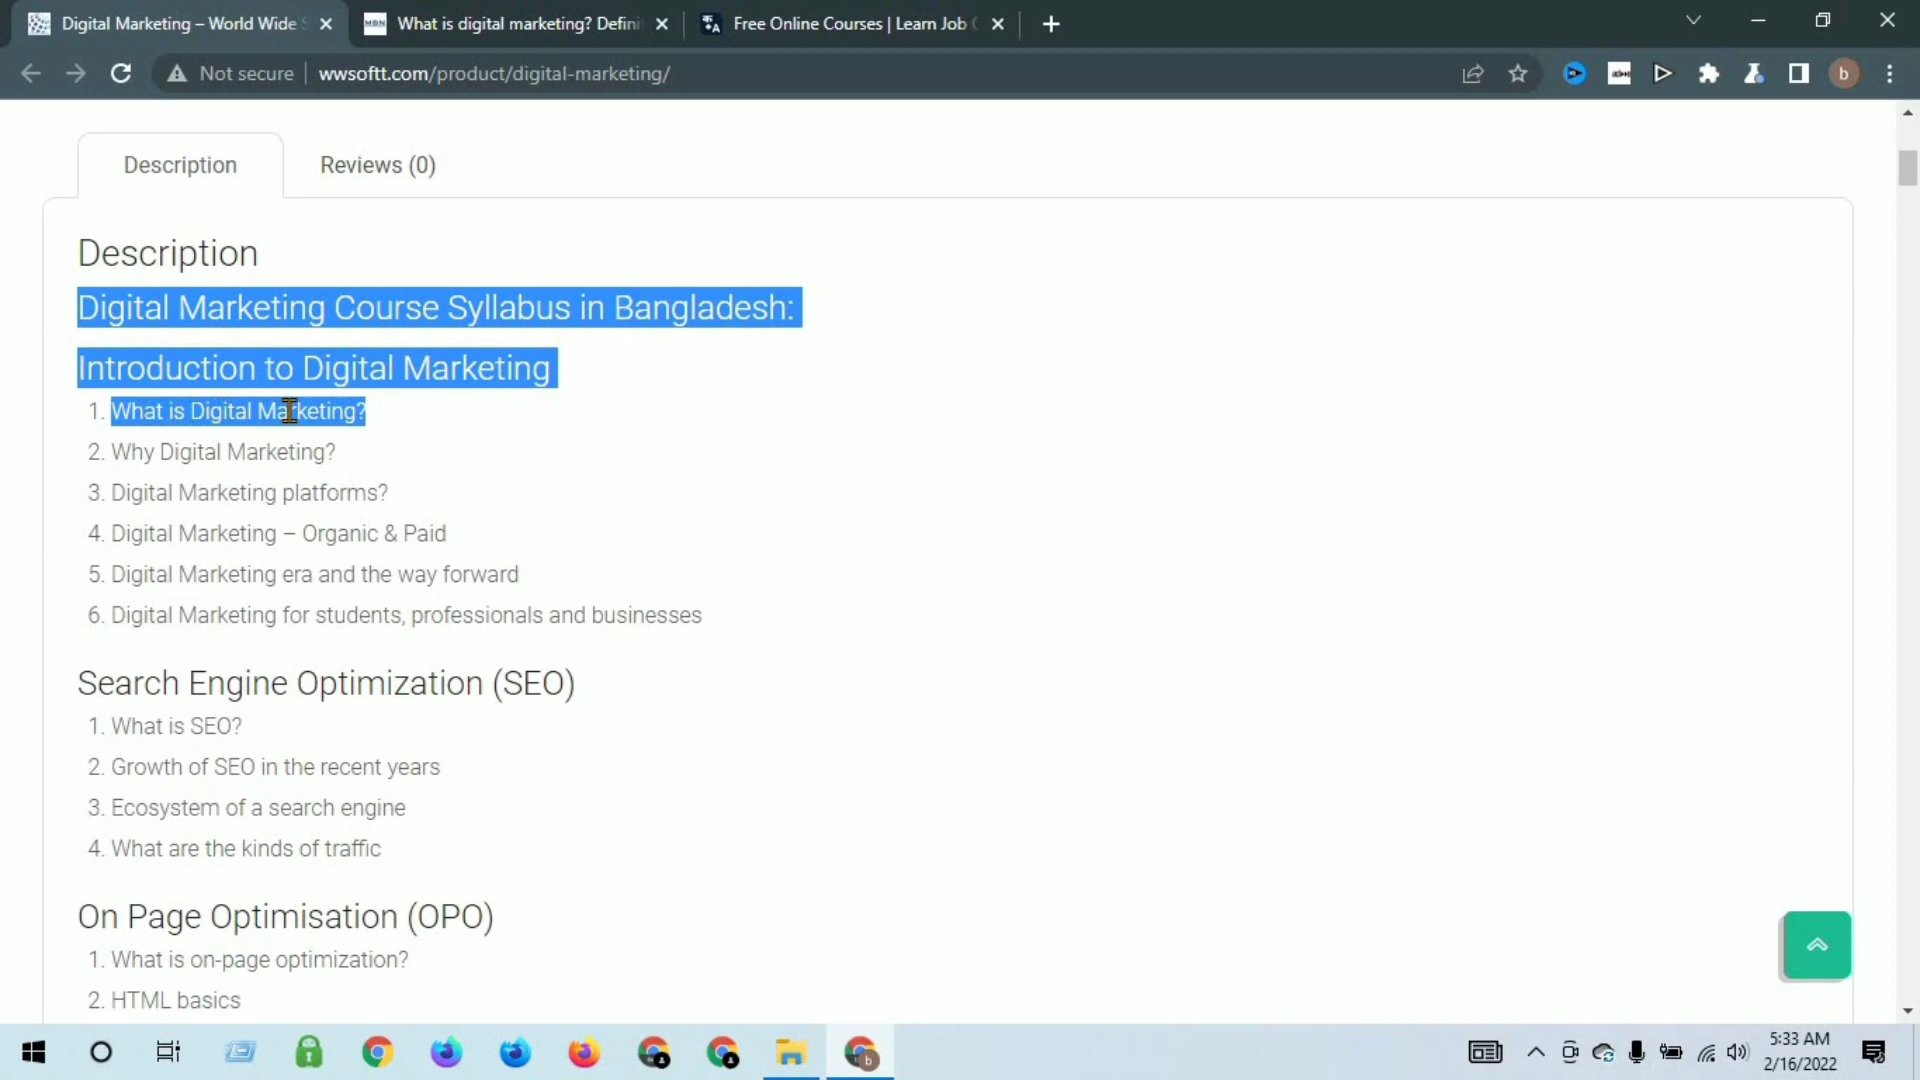 Digital Marketing – World Wide S
What is digital marketing? Defini
Free Online Courses | Learn Job
Not secure
wwsoftt.com/product/digital-marketing/
b
Description
Reviews (0)
Description
Digital Marketing Course Syllabus in Bangladesh:
Introduction to Digital Marketing
1. What is Digital Marketing?
2. Why Digital Marketing?
3. Digital Marketing platforms?
4. Digital Marketing – Organic & Paid
5. Digital Marketing era and the way forward
6. Digital Marketing for students, professionals and businesses
Search Engine Optimization (SEO)
1. What is SEO?
2. Growth of SEO in the recent years
3. Ecosystem of a search engine
4. What are the kinds of traffic
On Page Optimisation (OPO)
1. What is on-page optimization?
2. HTML basics
5:33 AM
2/16/2022